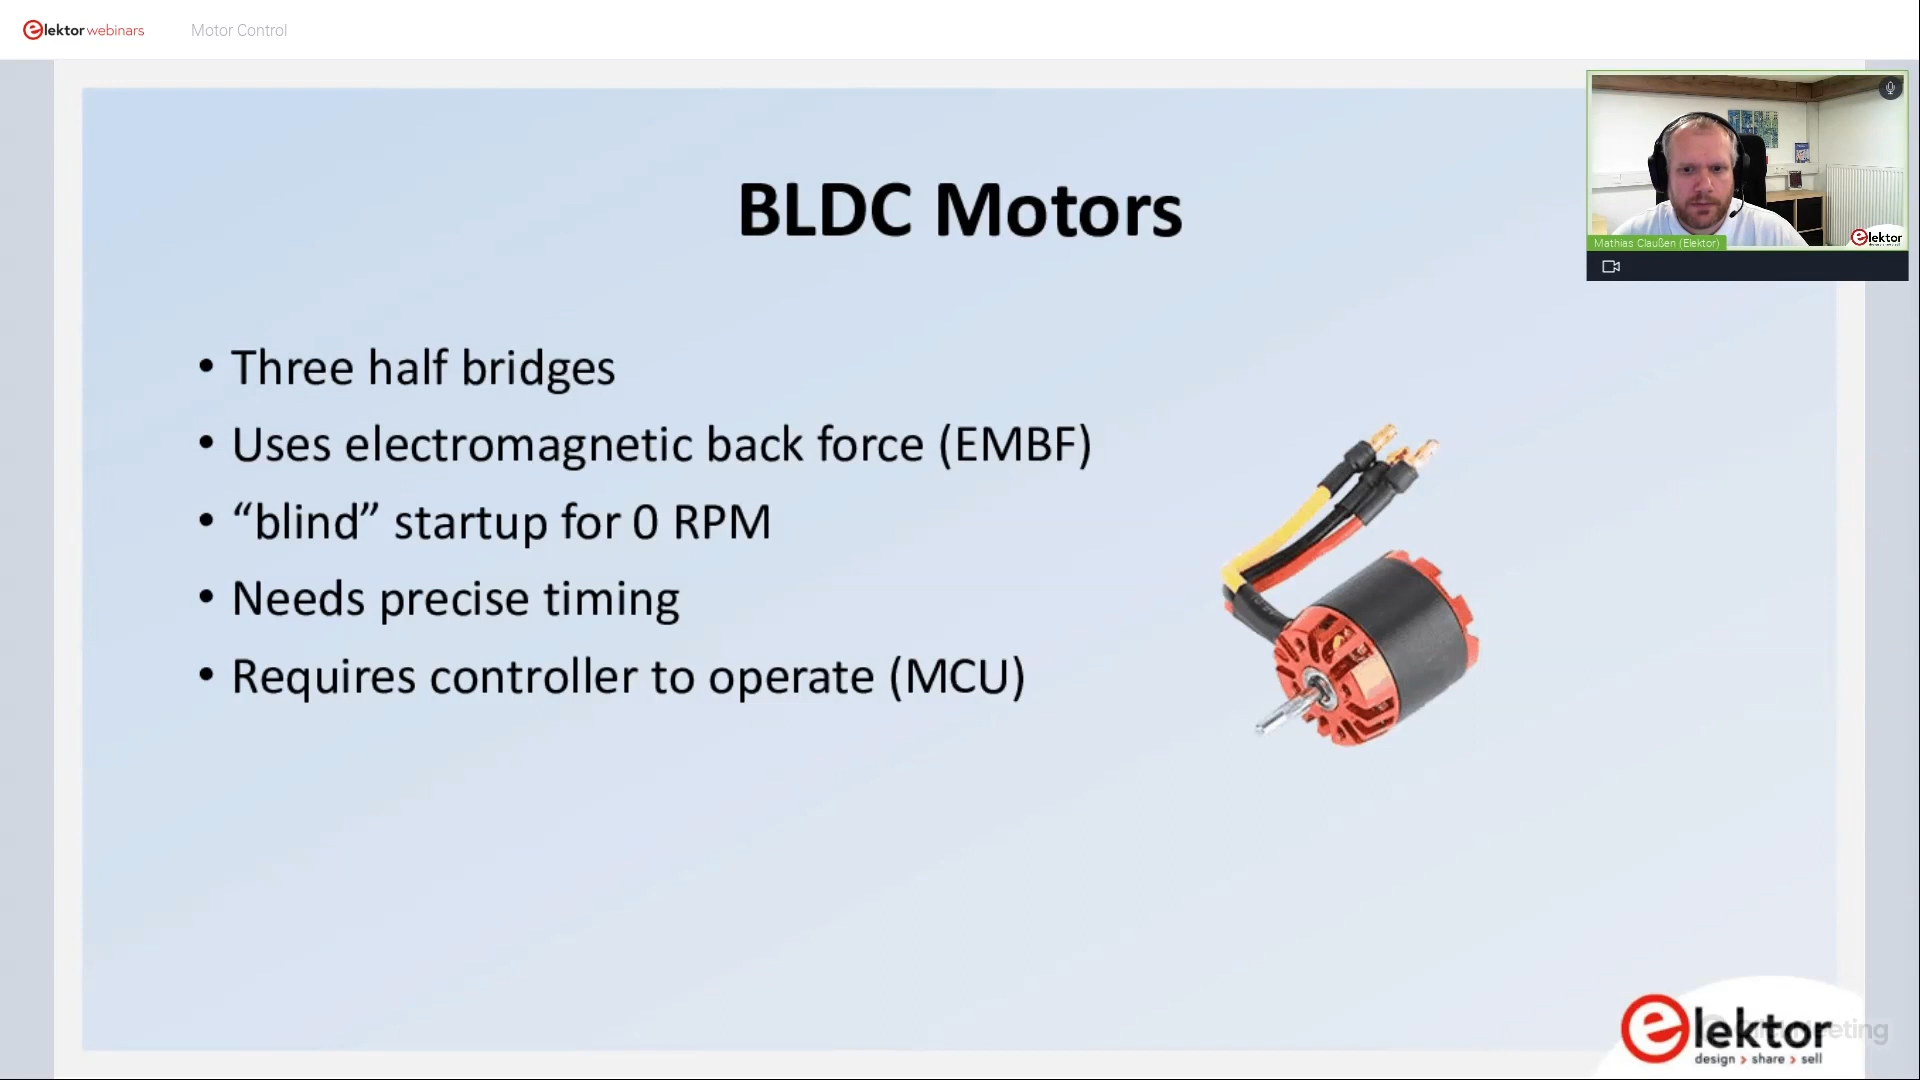 elektor webinars
Motor Control
BLDC Motors
Mathias Claußen (Elektor)
elektor
• Three half bridges
• Uses electromagnetic back force (EMBF)
• “blind” startup for 0 RPM
• Needs precise timing
• Requires controller to operate (MCU)
elektor
design › share › sell